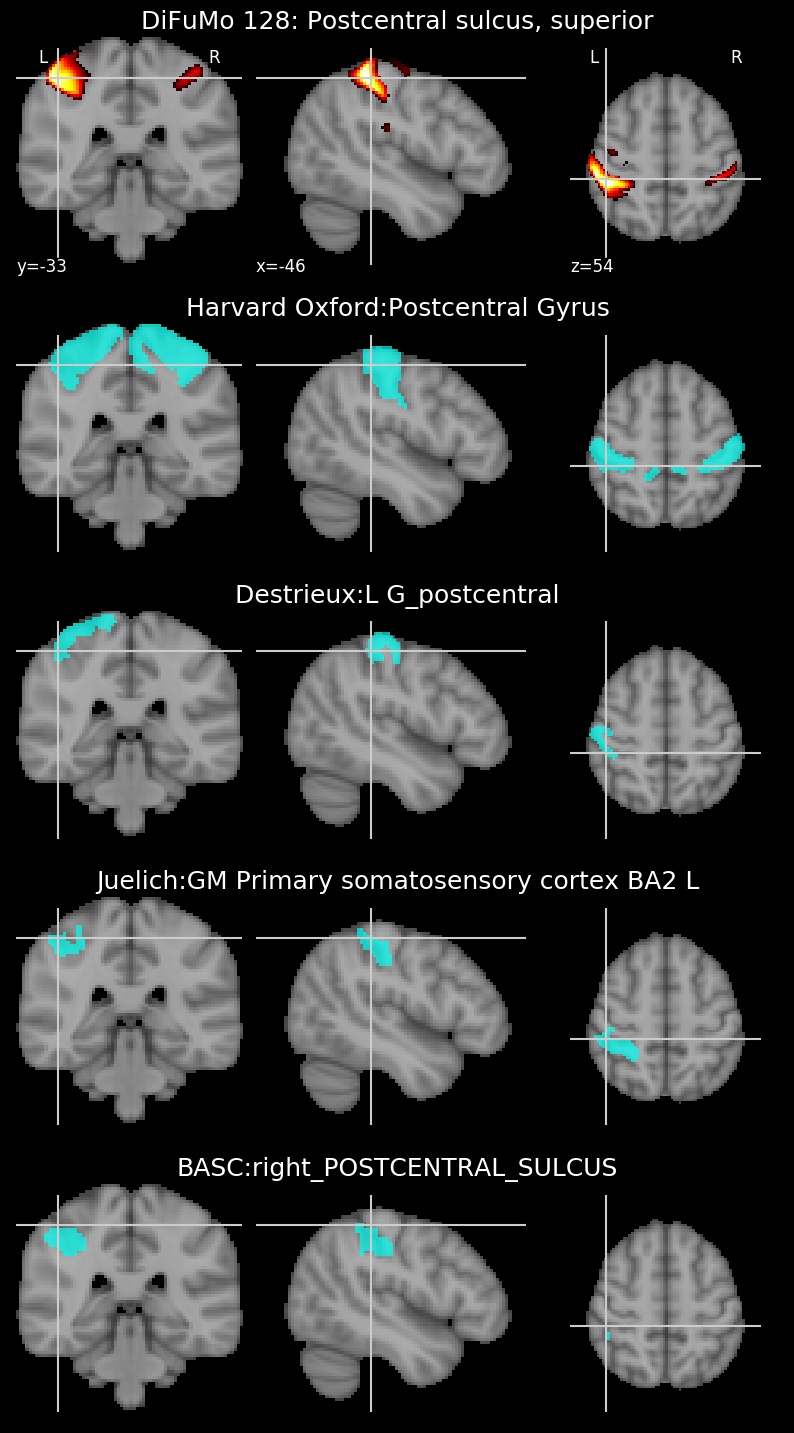 DiFuMo 128: Postcentral sulcus, superior
L R L R
y=-33 x=-46 z=54
Harvard Oxford:Postcentral Gyrus
Destrieux:L G_postcentral
Juelich:GM Primary somatosensory cortex BA2 L
BASC:right_POSTCENTRAL_SULCUS